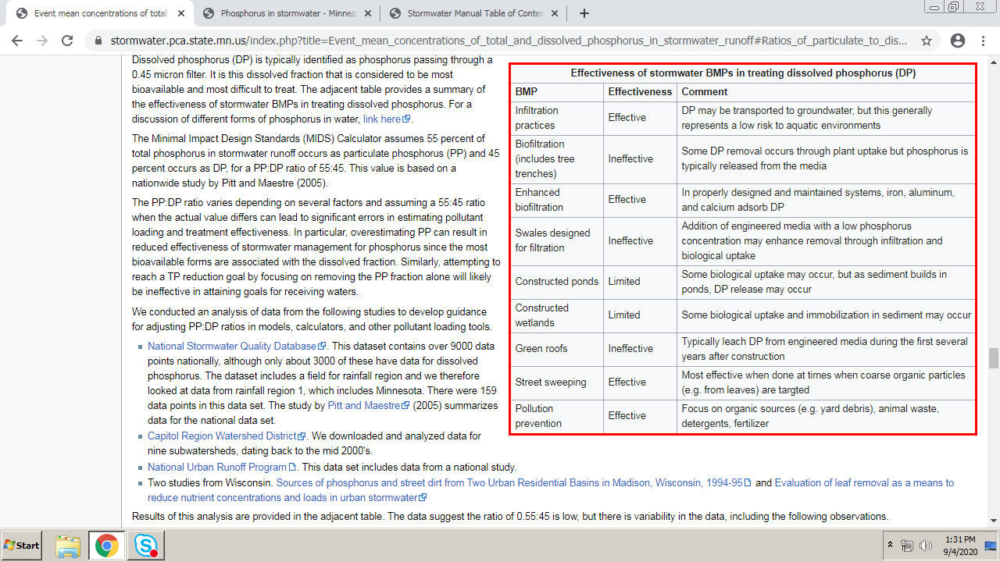 Event mean concentrations of total
Phosphorus in stormwater - Minnes
Stormwater Manual Table of Conten
stormwater.pca.state.mn.us/index.php?title=Event_mean_concentrations_of_total_and_dissolved_phosphorus_in_stormwater_runoff#Ratios_of_particulate_to_dis...
Dissolved phosphorus (DP) is typically identified as phosphorus passing through a
0.45 micron filter. It is this dissolved fraction that is considered to be most
bioavailable and most difficult to treat. The adjacent table provides a summary of
the effectiveness of stormwater BMPs in treating dissolved phosphorus. For a
discussion of different forms of phosphorus in water, link here.
The Minimal Impact Design Standards (MIDS) Calculator assumes 55 percent of
total phosphorus in stormwater runoff occurs as particulate phosphorus (PP) and 45
percent occurs as DP, for a PP:DP ratio of 55:45. This value is based on a
nationwide study by Pitt and Maestre (2005).
The PP:DP ratio varies depending on several factors and assuming a 55:45 ratio
when the actual value differs can lead to significant errors in estimating pollutant
loading and treatment effectiveness. In particular, overestimating PP can result in
reduced effectiveness of stormwater management for phosphorus since the most
bioavailable forms are associated with the dissolved fraction. Similarly, attempting to
reach a TP reduction goal by focusing on removing the PP fraction alone will likely
be ineffective in attaining goals for receiving waters.
We conducted an analysis of data from the following studies to develop guidance
for adjusting PP:DP ratios in models, calculators, and other pollutant loading tools.
National Stormwater Quality Database. This dataset contains over 9000 data
points nationally, although only about 3000 of these have data for dissolved
phosphorus. The dataset includes a field for rainfall region and we therefore
looked at data from rainfall region 1, which includes Minnesota. There were 159
data points in this data set. The study by Pitt and Maestre (2005) summarizes
data for the national data set.
Capitol Region Watershed District. We downloaded and analyzed data for
nine subwatersheds, dating back to the mid 2000's.
National Urban Runoff Program. This data set includes data from a national study.
Two studies from Wisconsin. Sources of phosphorus and street dirt from Two Urban Residential Basins in Madison, Wisconsin, 1994-95 and Evaluation of leaf removal as a means to
reduce nutrient concentrations and loads in urban stormwater
Results of this analysis are provided in the adjacent table. The data suggest the ratio of 0.55:45 is low, but there is variability in the data, including the following observations.
Effectiveness of stormwater BMPs in treating dissolved phosphorus (DP)
BMP Effectiveness Comment
Infiltration
practices
Effective
DP may be transported to groundwater, but this generally
represents a low risk to aquatic environments
Biofiltration
(includes tree
trenches)
Ineffective
Some DP removal occurs through plant uptake but phosphorus is
typically released from the media
Enhanced
biofiltration
Effective
In properly designed and maintained systems, iron, aluminum,
and calcium adsorb DP
Swales designed
for filtration
Ineffective
Addition of engineered media with a low phosphorus
concentration may enhance removal through infiltration and
biological uptake
Constructed ponds
Limited
Some biological uptake may occur, but as sediment builds in
ponds, DP release may occur
Constructed
wetlands
Limited
Some biological uptake and immobilization in sediment may occur
Green roofs
Ineffective
Typically leach DP from engineered media during the first several
years after construction
Street sweeping
Effective
Most effective when done at times when coarse organic particles
(e.g. from leaves) are targted
Pollution
prevention
Effective
Focus on organic sources (e.g. yard debris), animal waste,
detergents, fertilizer
Start
1:31 PM
9/4/2020